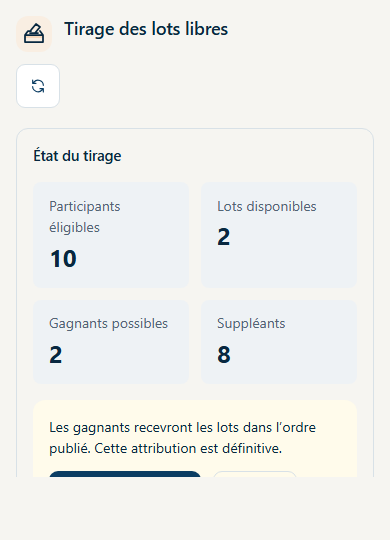 Tirage des lots libres
État du tirage
Participants
éligibles
10
Lots disponibles
2
Gagnants possibles
2
Suppléants
8
Les gagnants recevront les lots dans l'ordre
publié. Cette attribution est définitive.